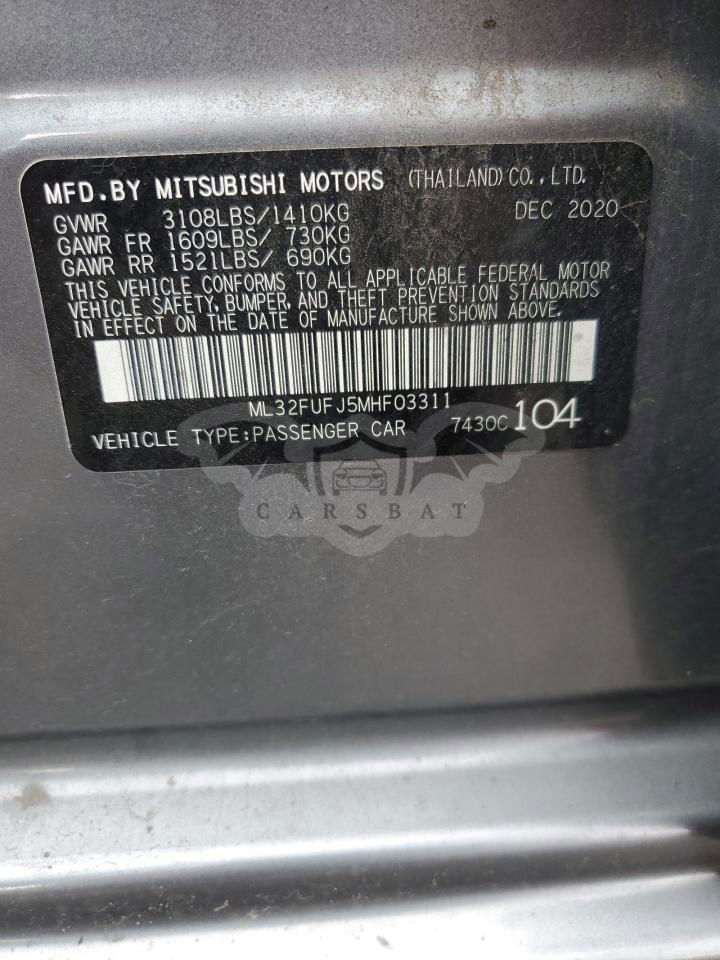 MFD.BY MITSUBISHI MOTORS (THAILAND)CO.,LTD.
GVWR 3108LBS/1410KG DEC 2020
GAWR FR 1609LBS/ 730KG
GAWR RR 1521LBS/ 690KG
THIS VEHICLE CONFORMS TO ALL APPLICABLE FEDERAL MOTOR
VEHICLE SAFETY, BUMPER, AND THEFT PREVENTION STANDARDS
IN EFFECT ON THE DATE OF MANUFACTURE SHOWN ABOVE.
ML32FUFJ5MHF03311
VEHICLE TYPE:PASSENGER CAR 7430C 104
CARSBAT